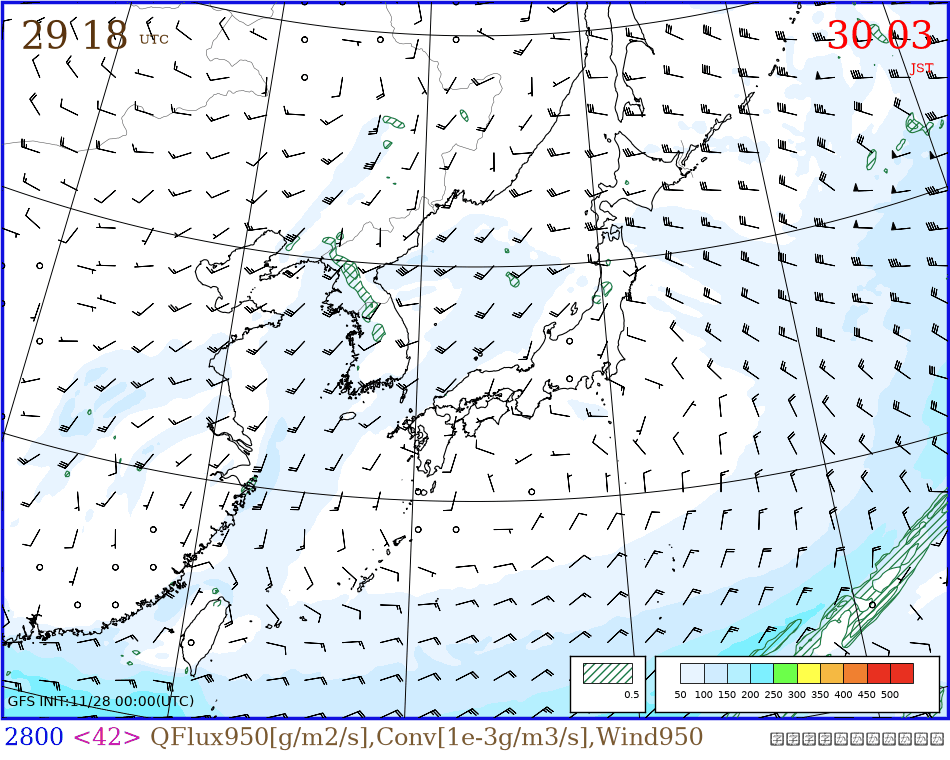 29 18 UTC
30 03
JST
0.5
50 100 150 200 250 300 350 400 450 500
GFS INIT:11/28 00:00(UTC)
2800 <42> QFlux950[g/m2/s],Conv[1e-3g/m3/s],Wind950